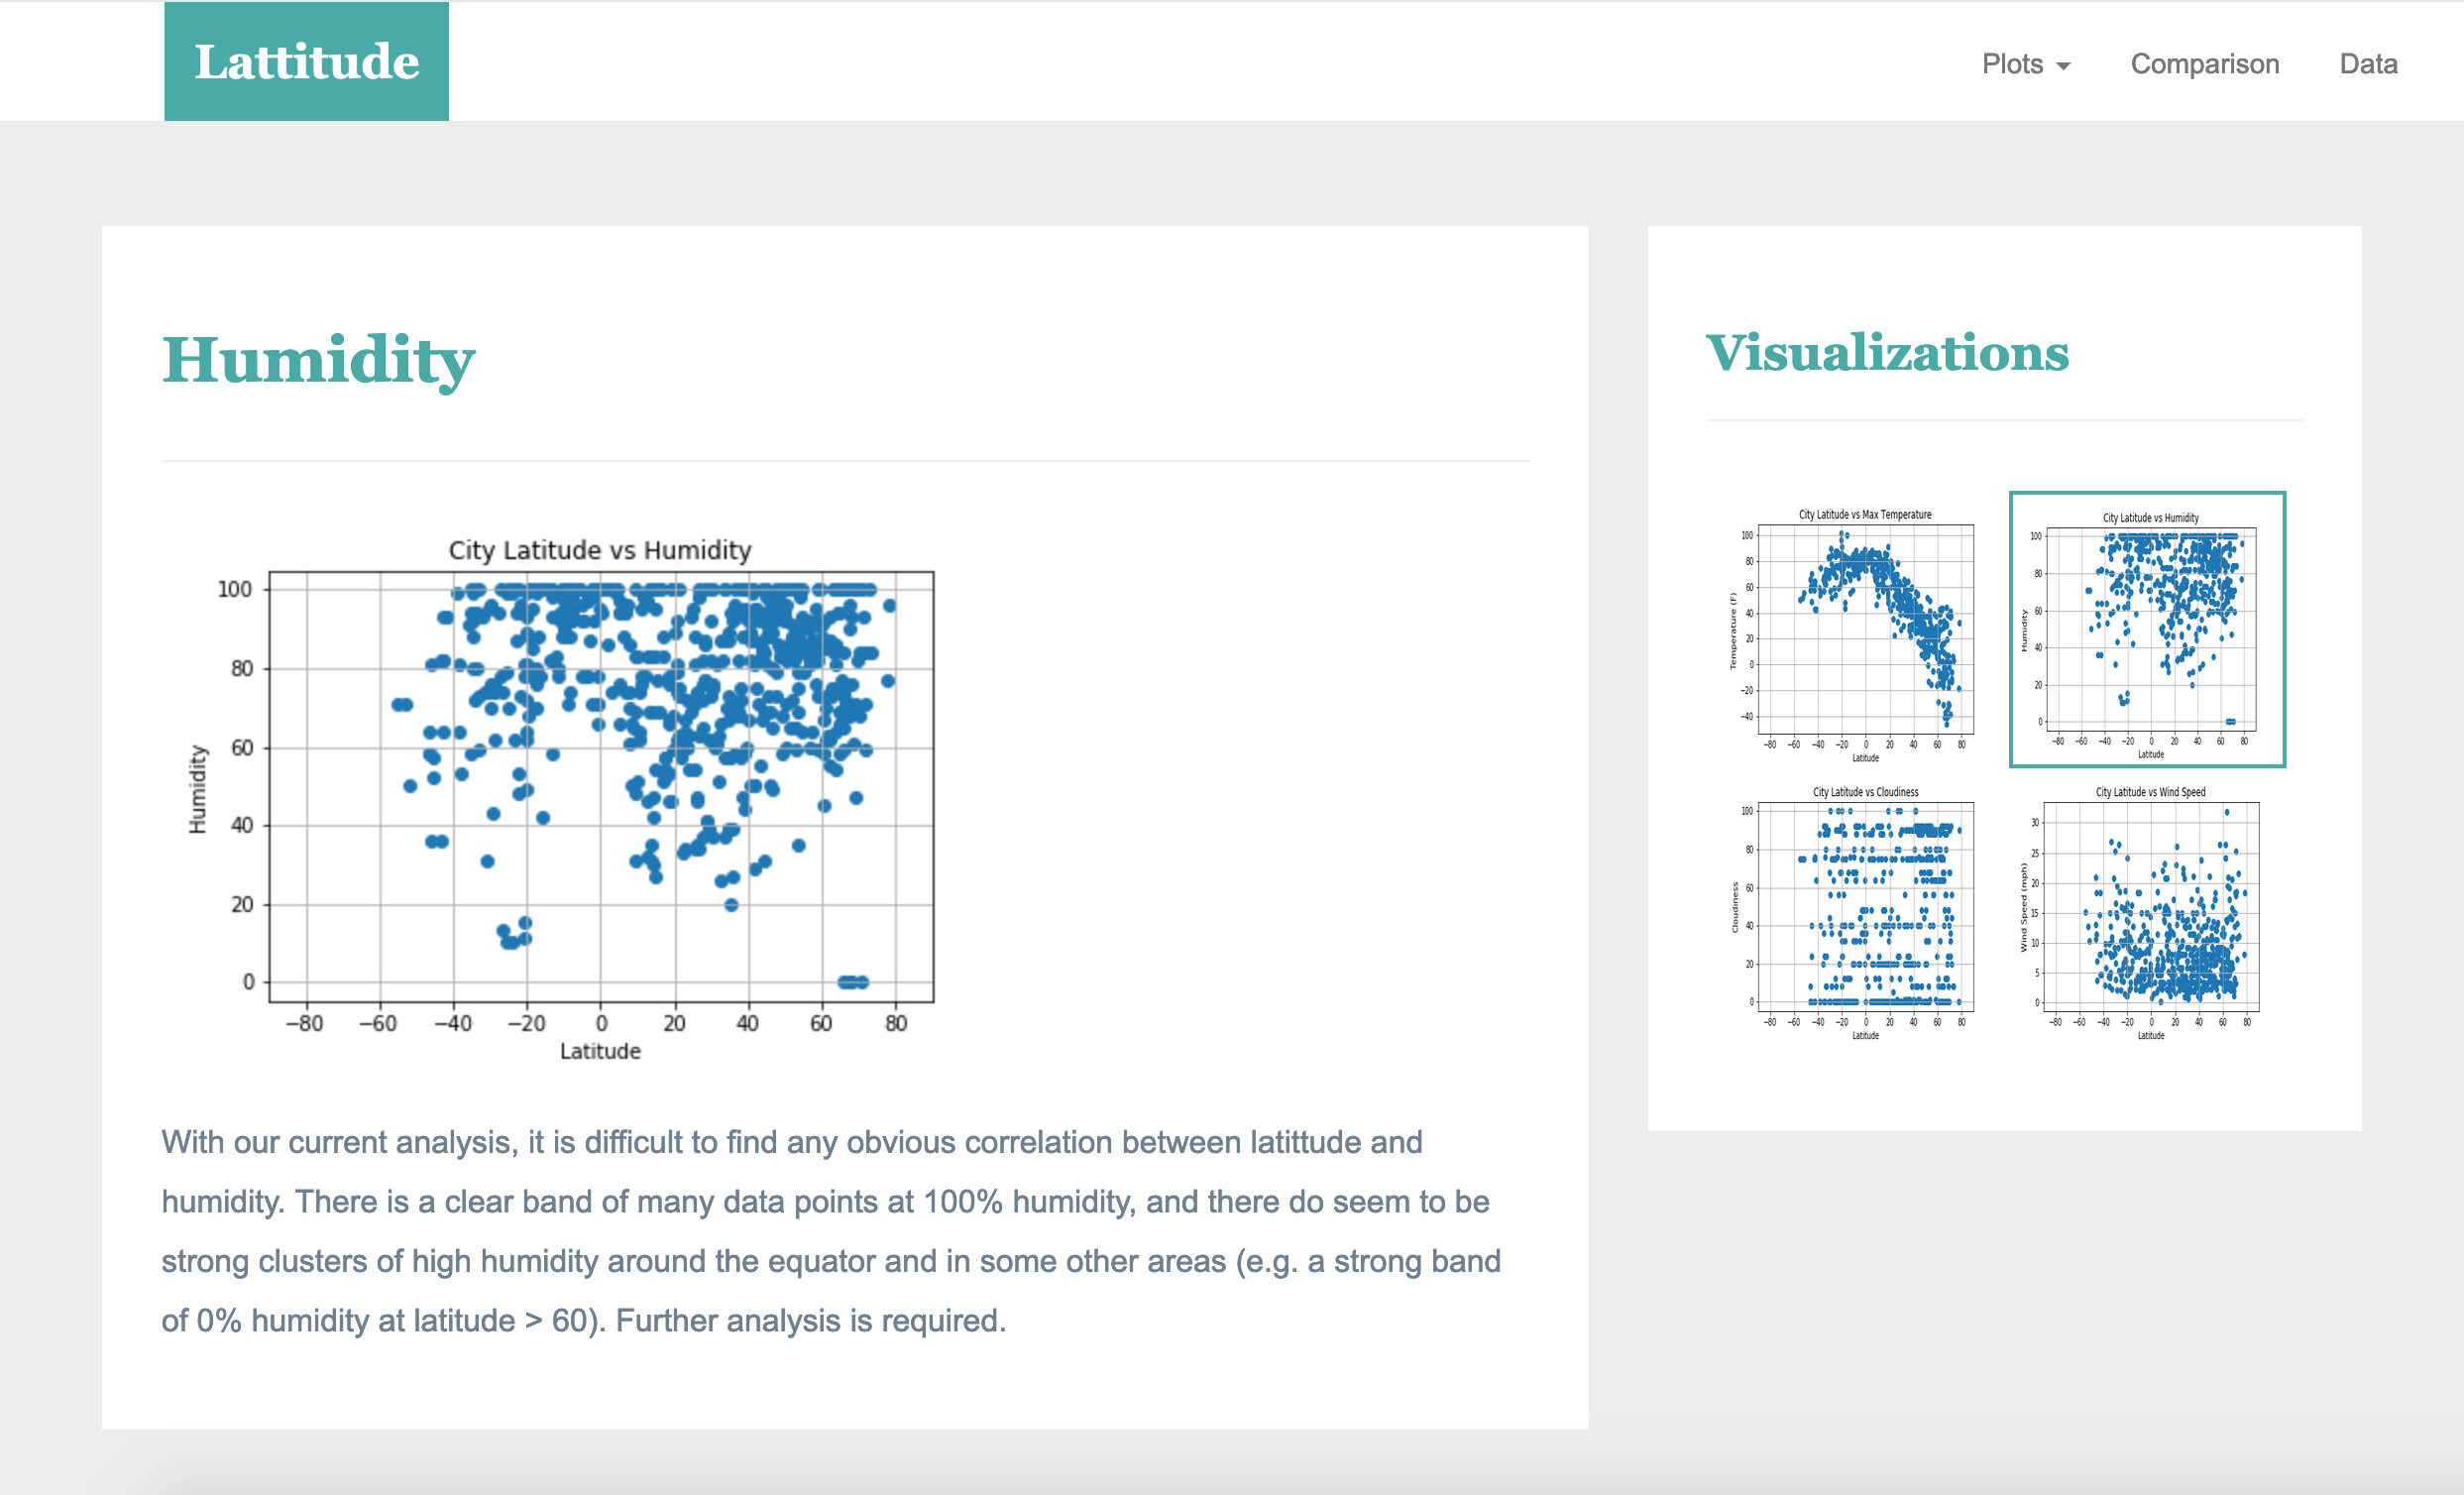 Lattitude
Plots Comparison Data
Humidity
City Latitude vs Humidity
100
80
60
40
20
0
Humidity
−80 −60 −40 −20 0 20 40 60 80
Latitude
With our current analysis, it is difficult to find any obvious correlation between latittude and
humidity. There is a clear band of many data points at 100% humidity, and there do seem to be
strong clusters of high humidity around the equator and in some other areas (e.g. a strong band
of 0% humidity at latitude > 60). Further analysis is required.
Visualizations
City Latitude vs Max Temperature
100
80
60
40
20
0
−20
−40
Temperature (F)
−80 −60 −40 −20 0 20 40 60 80
Latitude
City Latitude vs Humidity
100
80
60
40
20
0
Humidity
−80 −60 −40 −20 0 20 40 60 80
Latitude
City Latitude vs Cloudiness
100
80
60
40
20
0
Cloudiness
−80 −60 −40 −20 0 20 40 60 80
Latitude
City Latitude vs Wind Speed
30
25
20
15
10
5
0
Wind Speed (mph)
−80 −60 −40 −20 0 20 40 60 80
Latitude